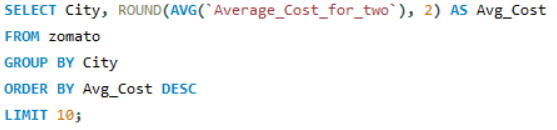 SELECT City, ROUND(AVG(`Average_Cost_for_two`), 2) AS Avg_Cost
FROM zomato
GROUP BY City
ORDER BY Avg_Cost DESC
LIMIT 10;